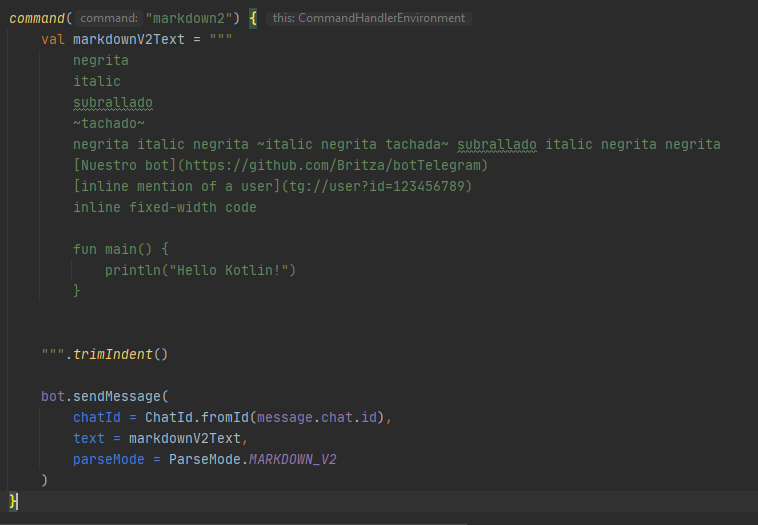 command( command: "markdown2") { this: CommandHandlerEnvironment
val markdownV2Text = """
negrita
italic
subrallado
~tachado~
negrita italic negrita ~italic negrita tachada~ subrallado italic negrita negrita
[Nuestro bot](https://github.com/Britza/botTelegram)
[inline mention of a user](tg://user?id=123456789)
inline fixed-width code
fun main() {
println("Hello Kotlin!")
}
""".trimIndent()
bot.sendMessage(
chatId = ChatId.fromId(message.chat.id),
text = markdownV2Text,
parseMode = ParseMode.MARKDOWN_V2
)
}